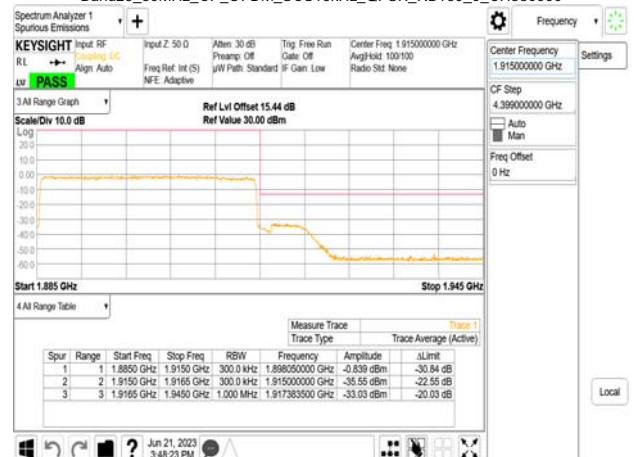 Spectrum Analyzer 1
Spurious Emissions
Frequency
KEYSIGHT
Input: RF
Coupling: DC
Align: Auto
Input Z: 50 Ω
Freq Ref: Int (S)
NFE: Adaptive
Atten: 30 dB
Preamp: Off
µW Path: Standard
Trig: Free Run
Gate: Off
IF Gain: Low
Center Freq: 1.915000000 GHz
Avg|Hold: 100/100
Radio Std: None
RL
PASS
Center Frequency
1.915000000 GHz
Settings
CF Step
4.399000000 GHz
Auto
Man
Freq Offset
0 Hz
3 All Range Graph
Scale/Div 10.0 dB
Ref Lvl Offset 15.44 dB
Ref Value 30.00 dBm
Log
20.0
10.0
0.00
-10.0
-20.0
-30.0
-40.0
-50.0
-60.0
Start 1.885 GHz
Stop 1.945 GHz
4 All Range Table
Measure Trace Trace 1
Trace Type Trace Average (Active)
Spur Range Start Freq Stop Freq RBW Frequency Amplitude ΔLimit
1 1 1.8850 GHz 1.9150 GHz 300.0 kHz 1.898050000 GHz -0.839 dBm -30.84 dB
2 2 1.9150 GHz 1.9165 GHz 300.0 kHz 1.915000000 GHz -35.55 dBm -22.55 dB
3 3 1.9165 GHz 1.9450 GHz 1.000 MHz 1.917383500 GHz -33.03 dBm -20.03 dB
Local
Jun 21, 2023
3:48:23 PM